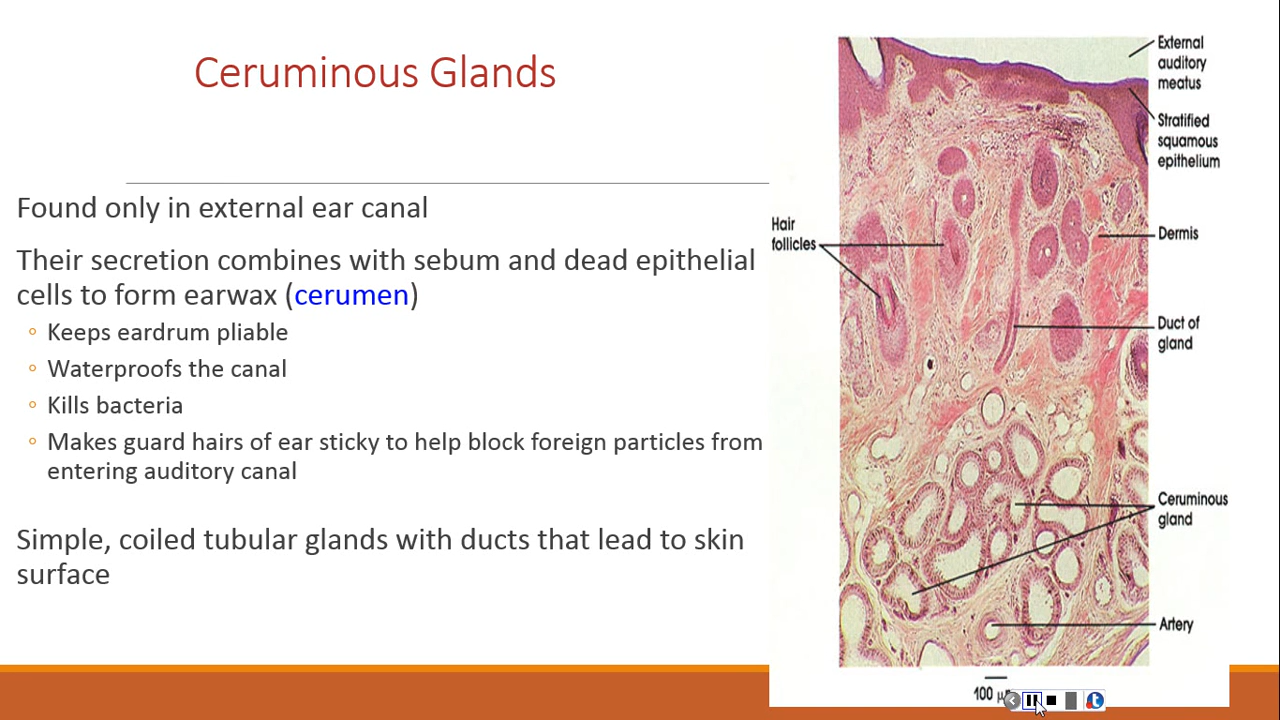 Ceruminous Glands
Found only in external ear canal
Their secretion combines with sebum and dead epithelial
cells to form earwax (cerumen)
Keeps eardrum pliable
Waterproofs the canal
Kills bacteria
Makes guard hairs of ear sticky to help block foreign particles from
entering auditory canal
Simple, coiled tubular glands with ducts that lead to skin
surface
External
auditory
meatus
Stratified
squamous
epithelium
Hair
follicles
Dermis
Duct of
gland
Ceruminous
gland
Artery
100